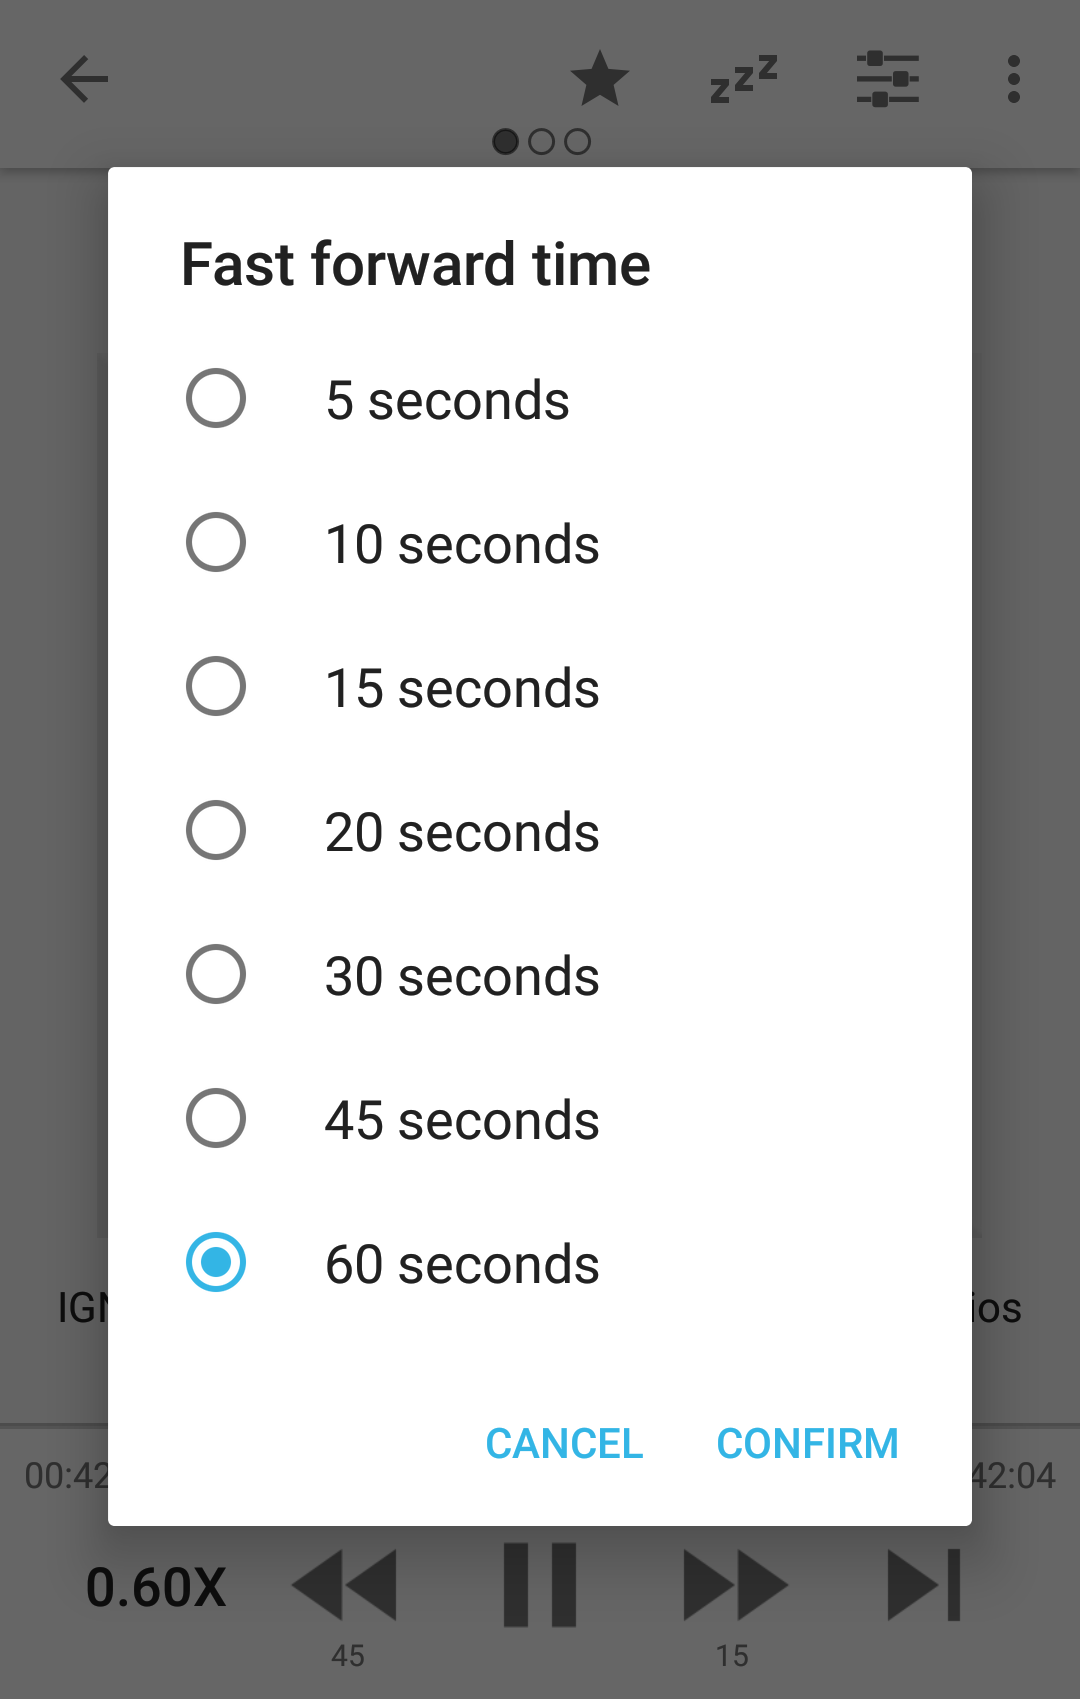 zzz
Fast forward time
5 seconds
10 seconds
15 seconds
20 seconds
30 seconds
45 seconds
60 seconds
CANCEL CONFIRM
00:42 42:04
0.60X
45 15